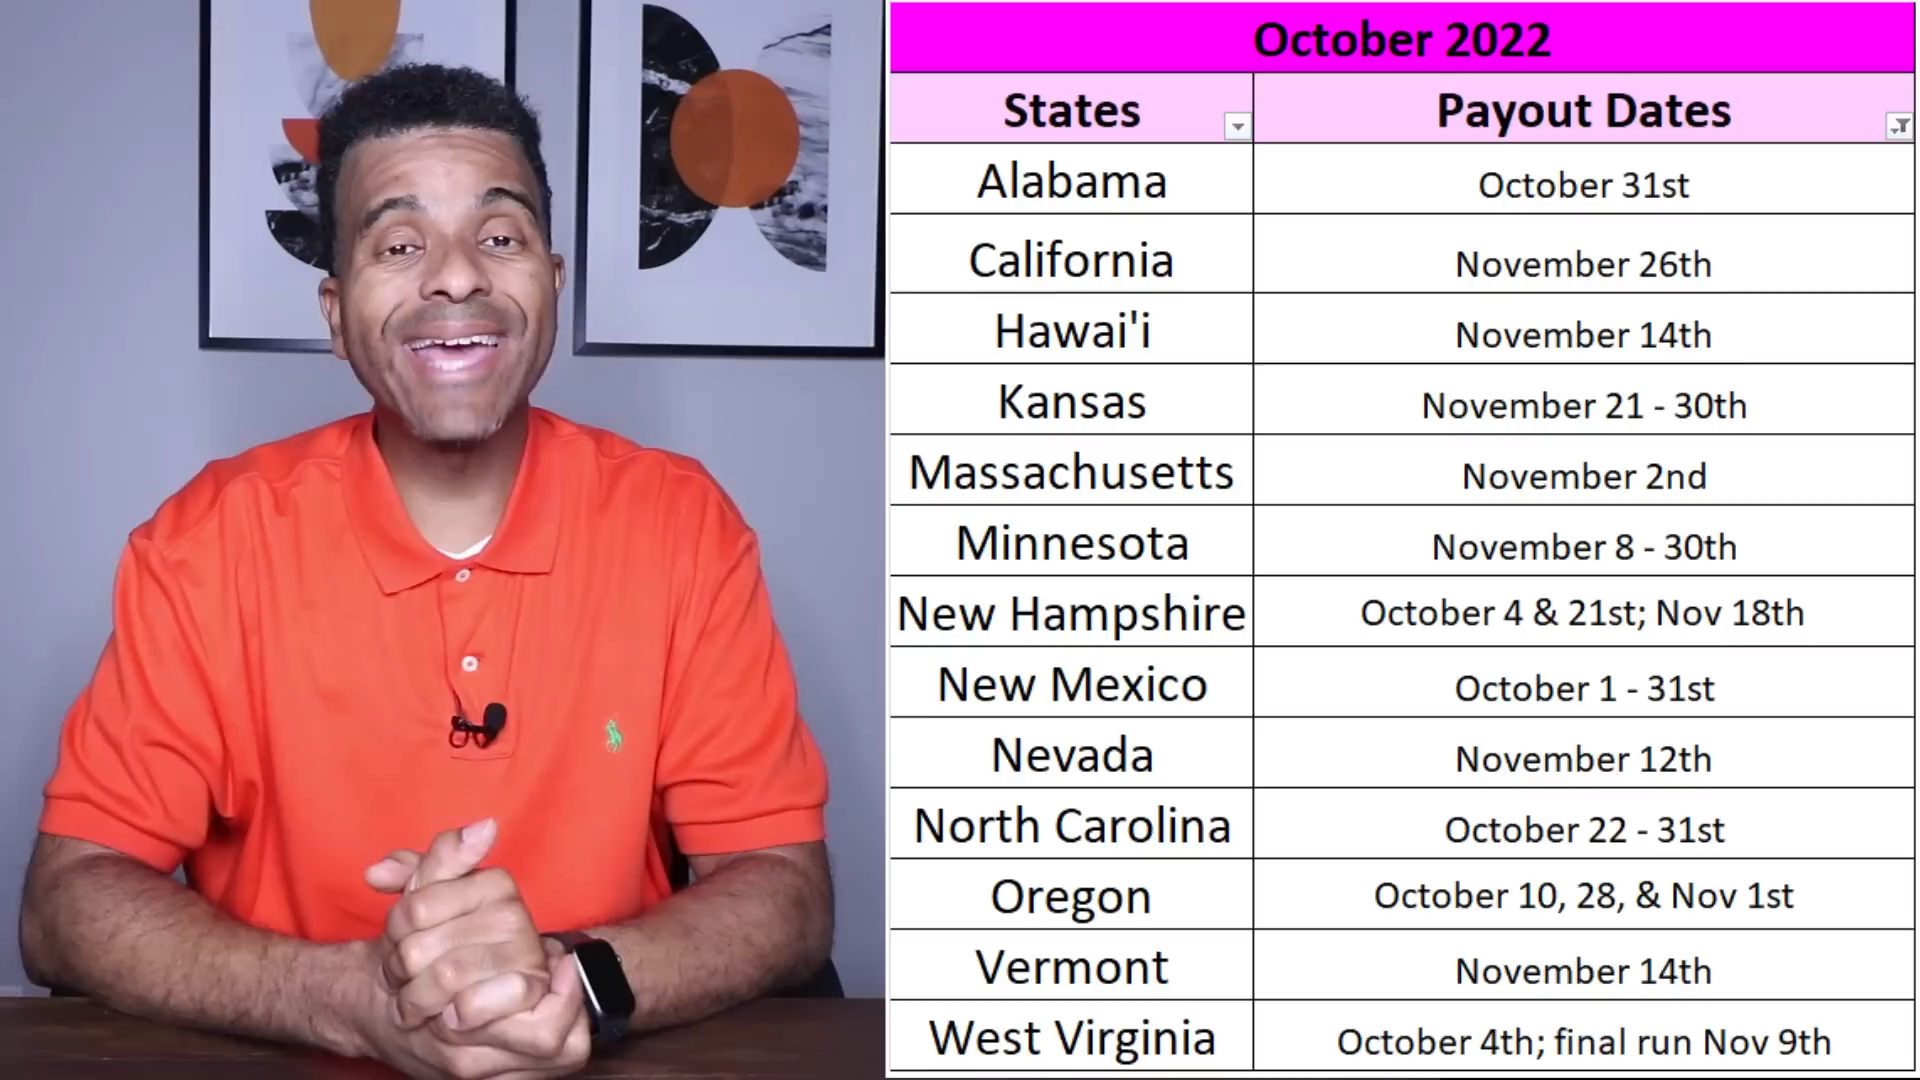 October 2022
States Payout Dates
Alabama October 31st
California November 26th
Hawai'i November 14th
Kansas November 21 - 30th
Massachusetts November 2nd
Minnesota November 8 - 30th
New Hampshire October 4 & 21st; Nov 18th
New Mexico October 1 - 31st
Nevada November 12th
North Carolina October 22 - 31st
Oregon October 10, 28, & Nov 1st
Vermont November 14th
West Virginia October 4th; final run Nov 9th